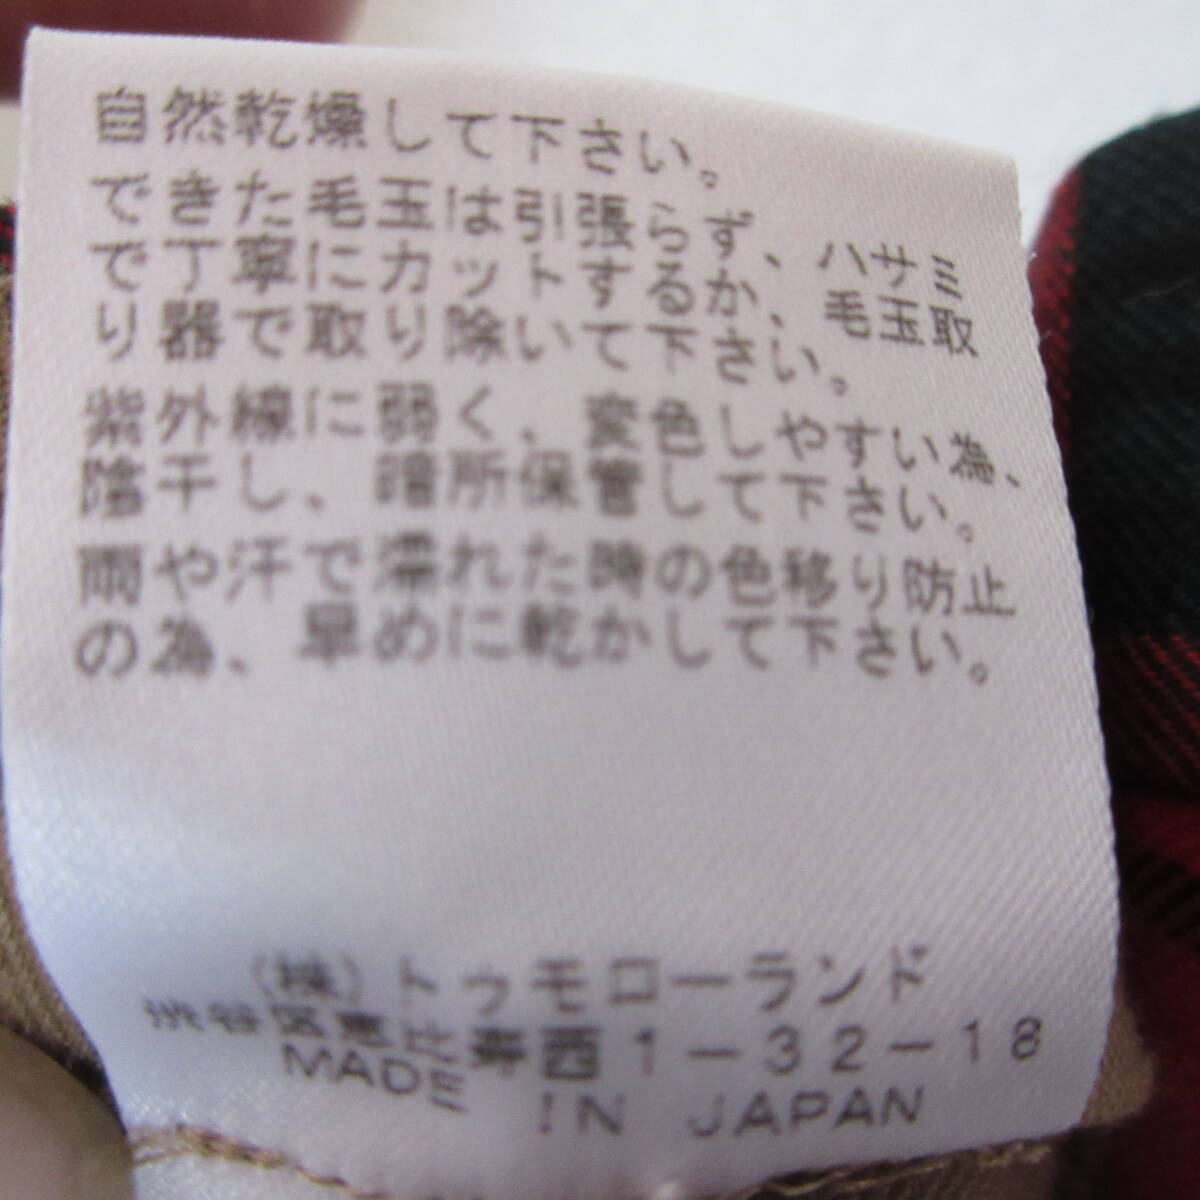 自然乾燥して下さい。
できた毛玉は引張らず、ハサミ
で丁寧にカットするか、毛玉取
り器で取り除いて下さい。
紫外線に弱く、変色しやすい為、
陰干し、暗所保管して下さい。
雨や汗で濡れた時の色移り防止
の為、早めに乾かして下さい。
(株)トゥモローランド
渋谷区恵比寿西1-32-18
MADE IN JAPAN